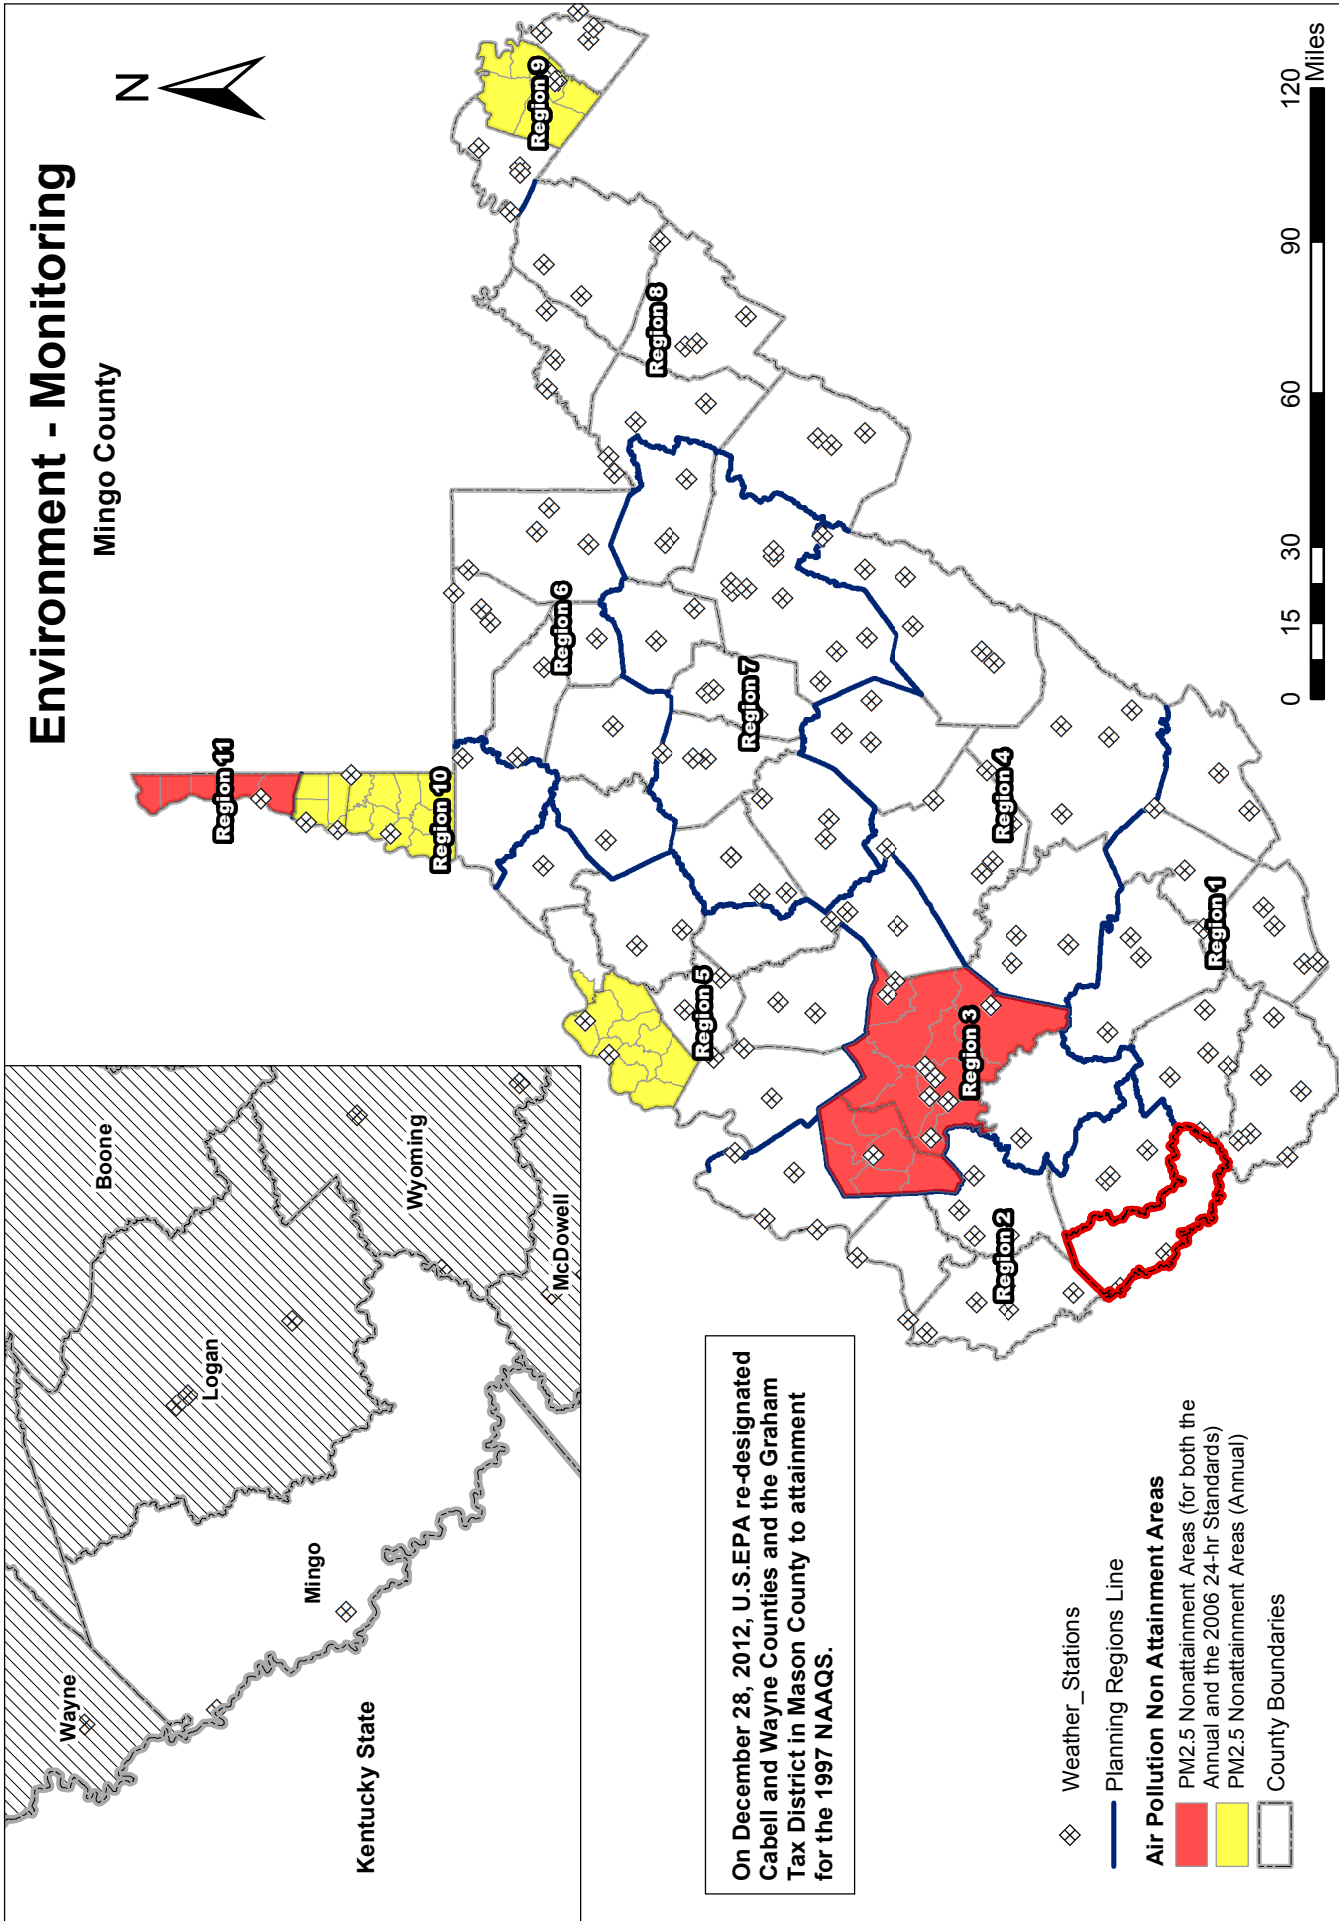 Environment - Monitoring
Mingo County
N
Boone
Wayne
Logan
Wyoming
Mingo
McDowell
Kentucky State
Region 11
Region 10
Region 9
Region 6
Region 8
Region 5
Region 7
Region 3
Region 4
Region 2
Region 1
On December 28, 2012, U.S.EPA re-designated
Cabell and Wayne Counties and the Graham
Tax District in Mason County to attainment
for the 1997 NAAQS.
Weather_Stations
Planning Regions Line
Air Pollution Non Attainment Areas
PM2.5 Nonattainment Areas (for both the
Annual and the 2006 24-hr Standards)
PM2.5 Nonattainment Areas (Annual)
County Boundaries
0 15 30 60 90 120
Miles